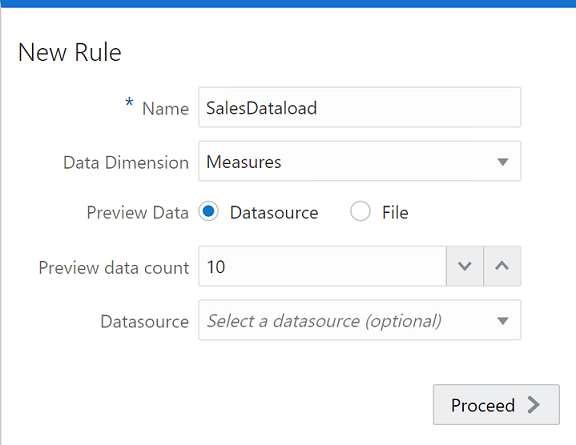 New Rule
* Name SalesDataload
Data Dimension Measures
Preview Data Datasource File
Preview data count 10
Datasource Select a datasource (optional)
Proceed